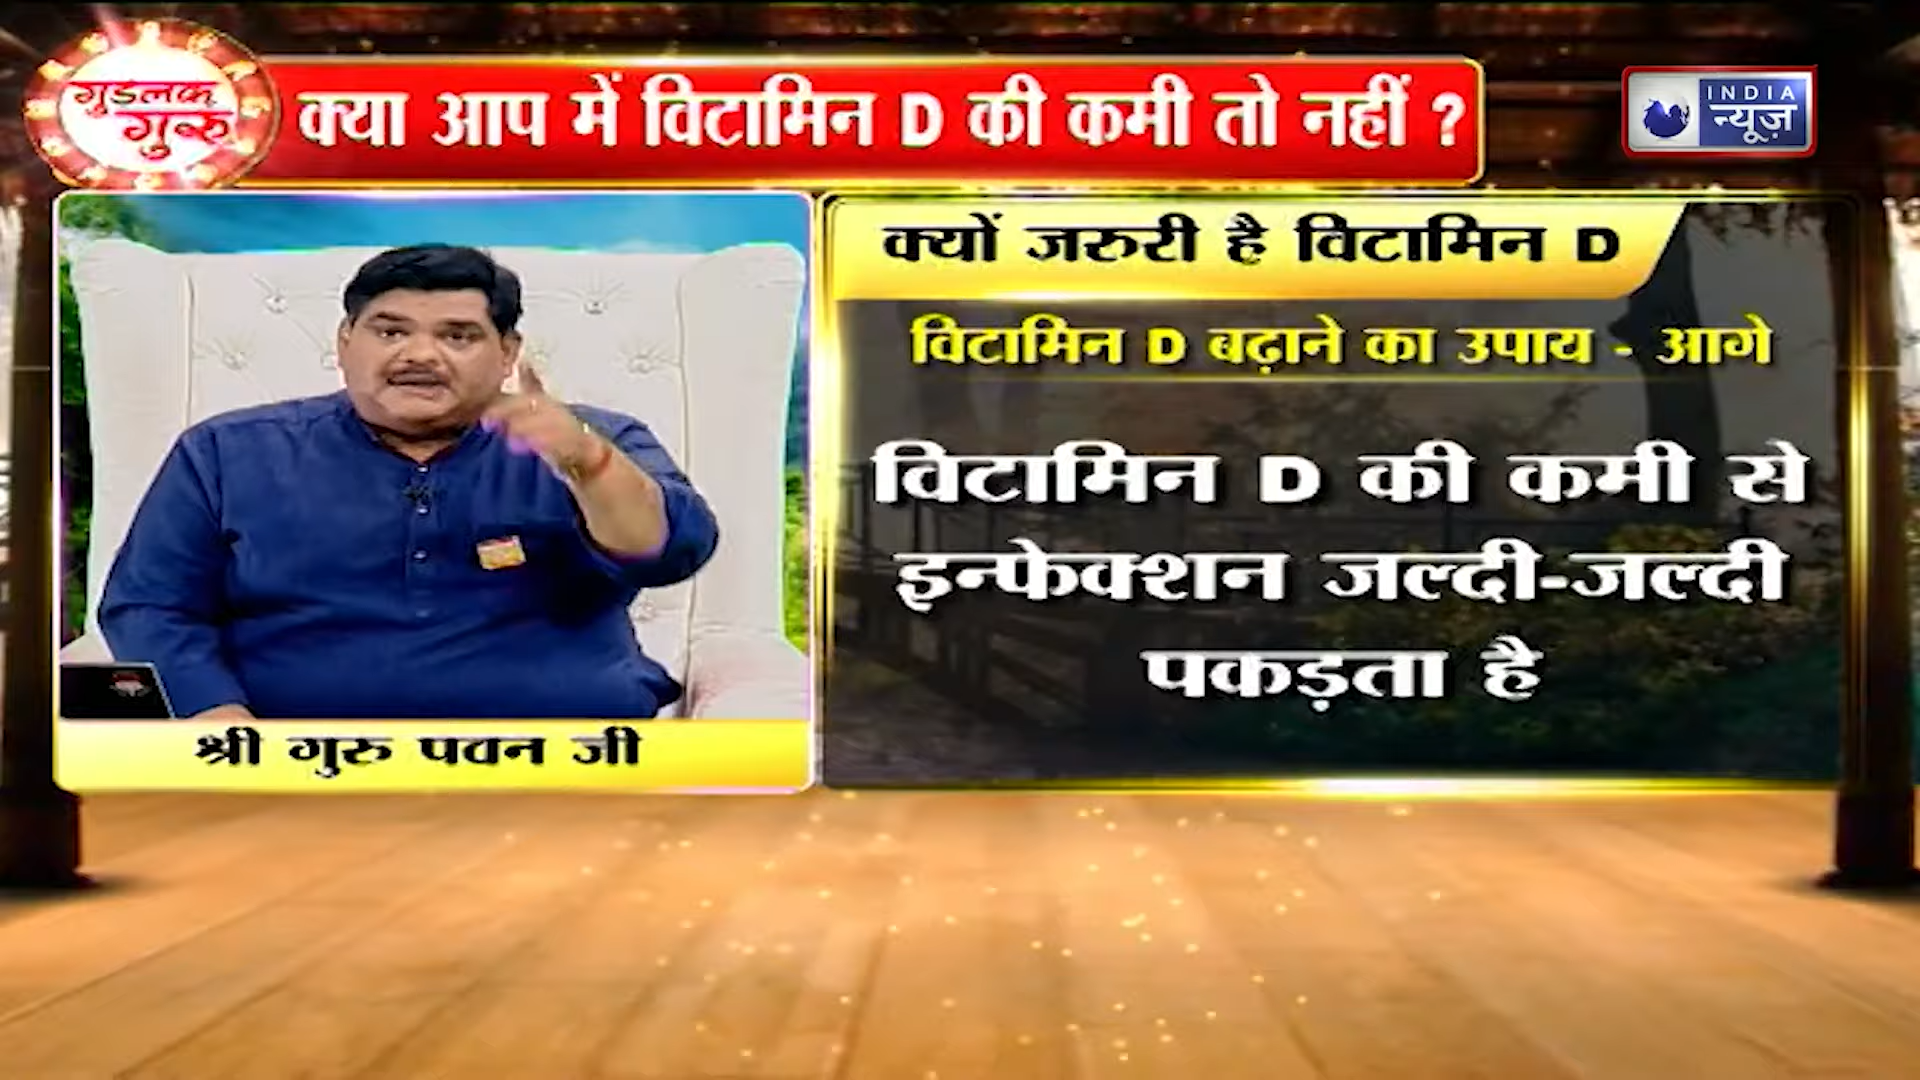 गुडलक
गुरु
क्या आप में विटामिन D की कमी तो नहीं ?
INDIA
न्यूज़
क्यों जरुरी है विटामिन D
विटामिन D बढ़ाने का उपाय - आगे
विटामिन D की कमी से
इन्फेक्शन जल्दी-जल्दी
पकड़ता है
श्री गुरु पवन जी